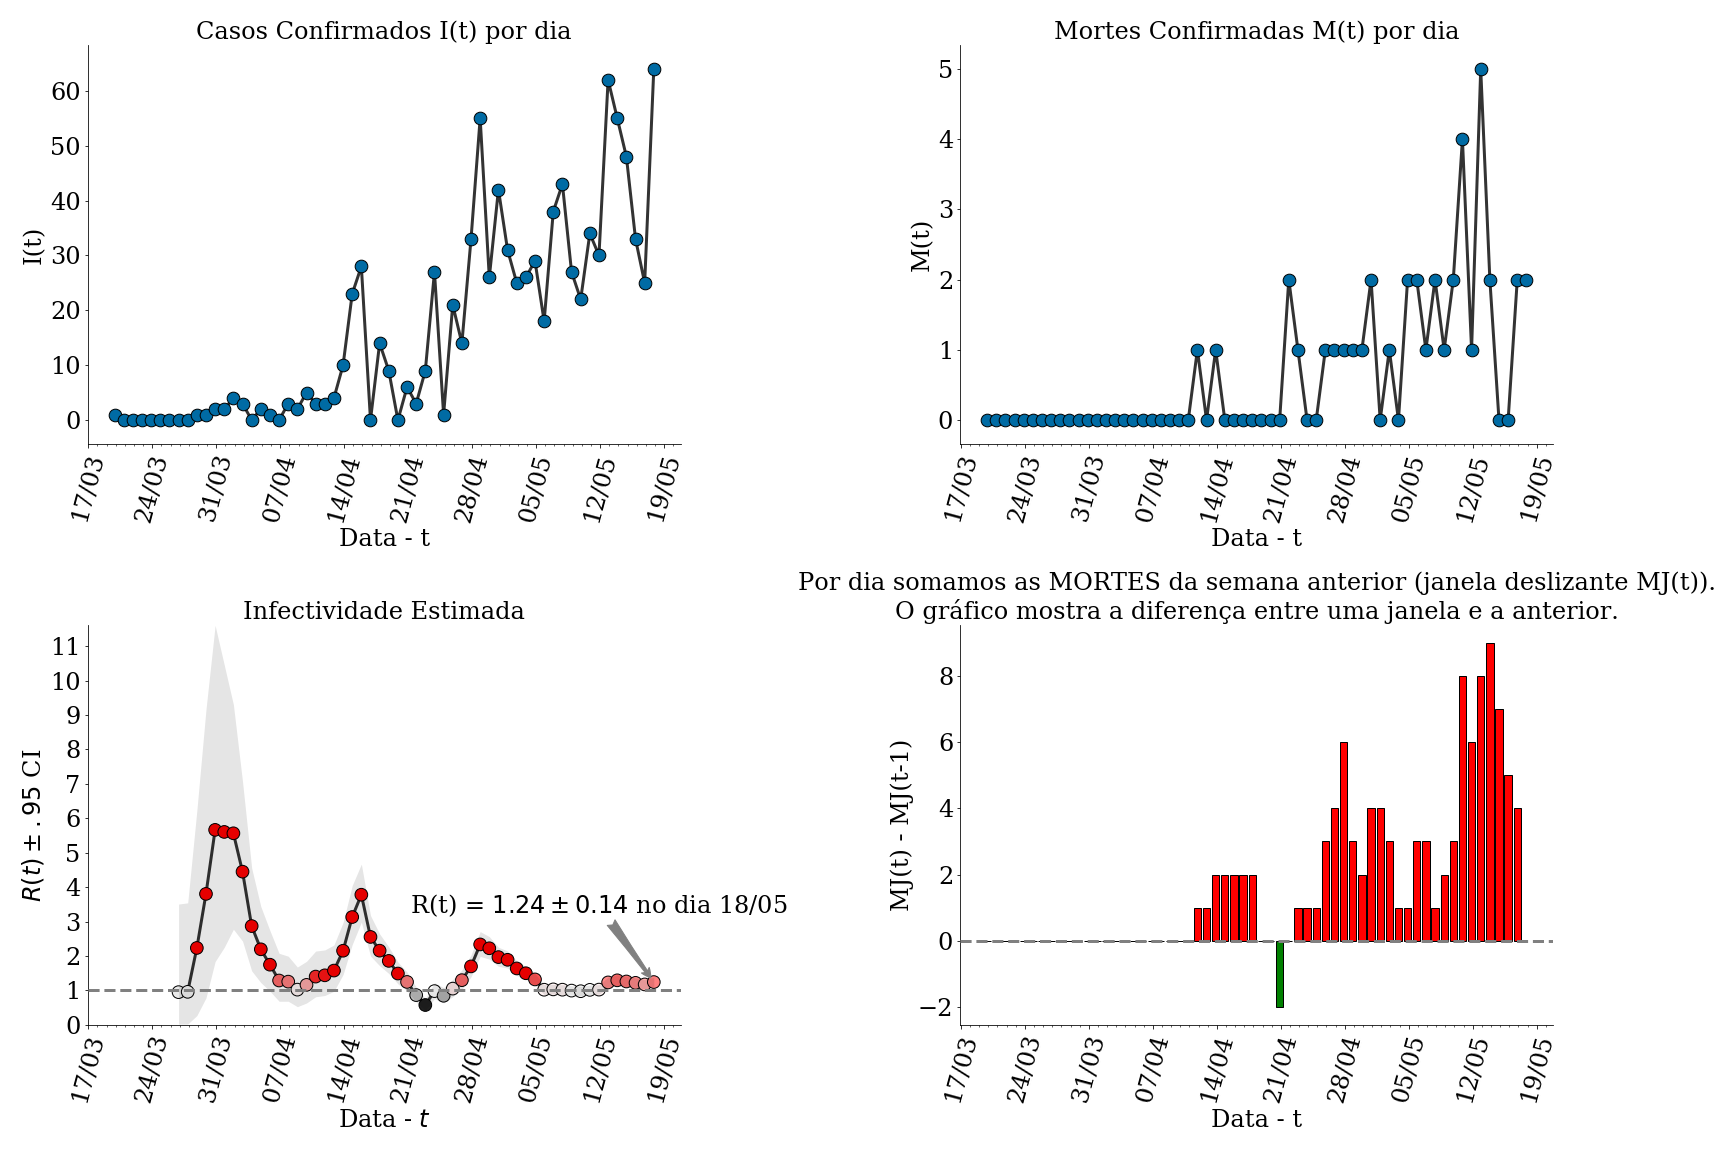 Casos Confirmados I(t) por dia
I(t)
60
50
40
30
20
10
0
17/03 24/03 31/03 07/04 14/04 21/04 28/04 05/05 12/05 19/05
Data - t
Mortes Confirmadas M(t) por dia
M(t)
5
4
3
2
1
0
17/03 24/03 31/03 07/04 14/04 21/04 28/04 05/05 12/05 19/05
Data - t
Infectividade Estimada
R(t) ± .95 CI
11
10
9
8
7
6
5
4
3
2
1
0
R(t) = 1.24 ± 0.14 no dia 18/05
17/03 24/03 31/03 07/04 14/04 21/04 28/04 05/05 12/05 19/05
Data - t
Por dia somamos as MORTES da semana anterior (janela deslizante MJ(t)).
O gráfico mostra a diferença entre uma janela e a anterior.
MJ(t) - MJ(t-1)
8
6
4
2
0
−2
17/03 24/03 31/03 07/04 14/04 21/04 28/04 05/05 12/05 19/05
Data - t